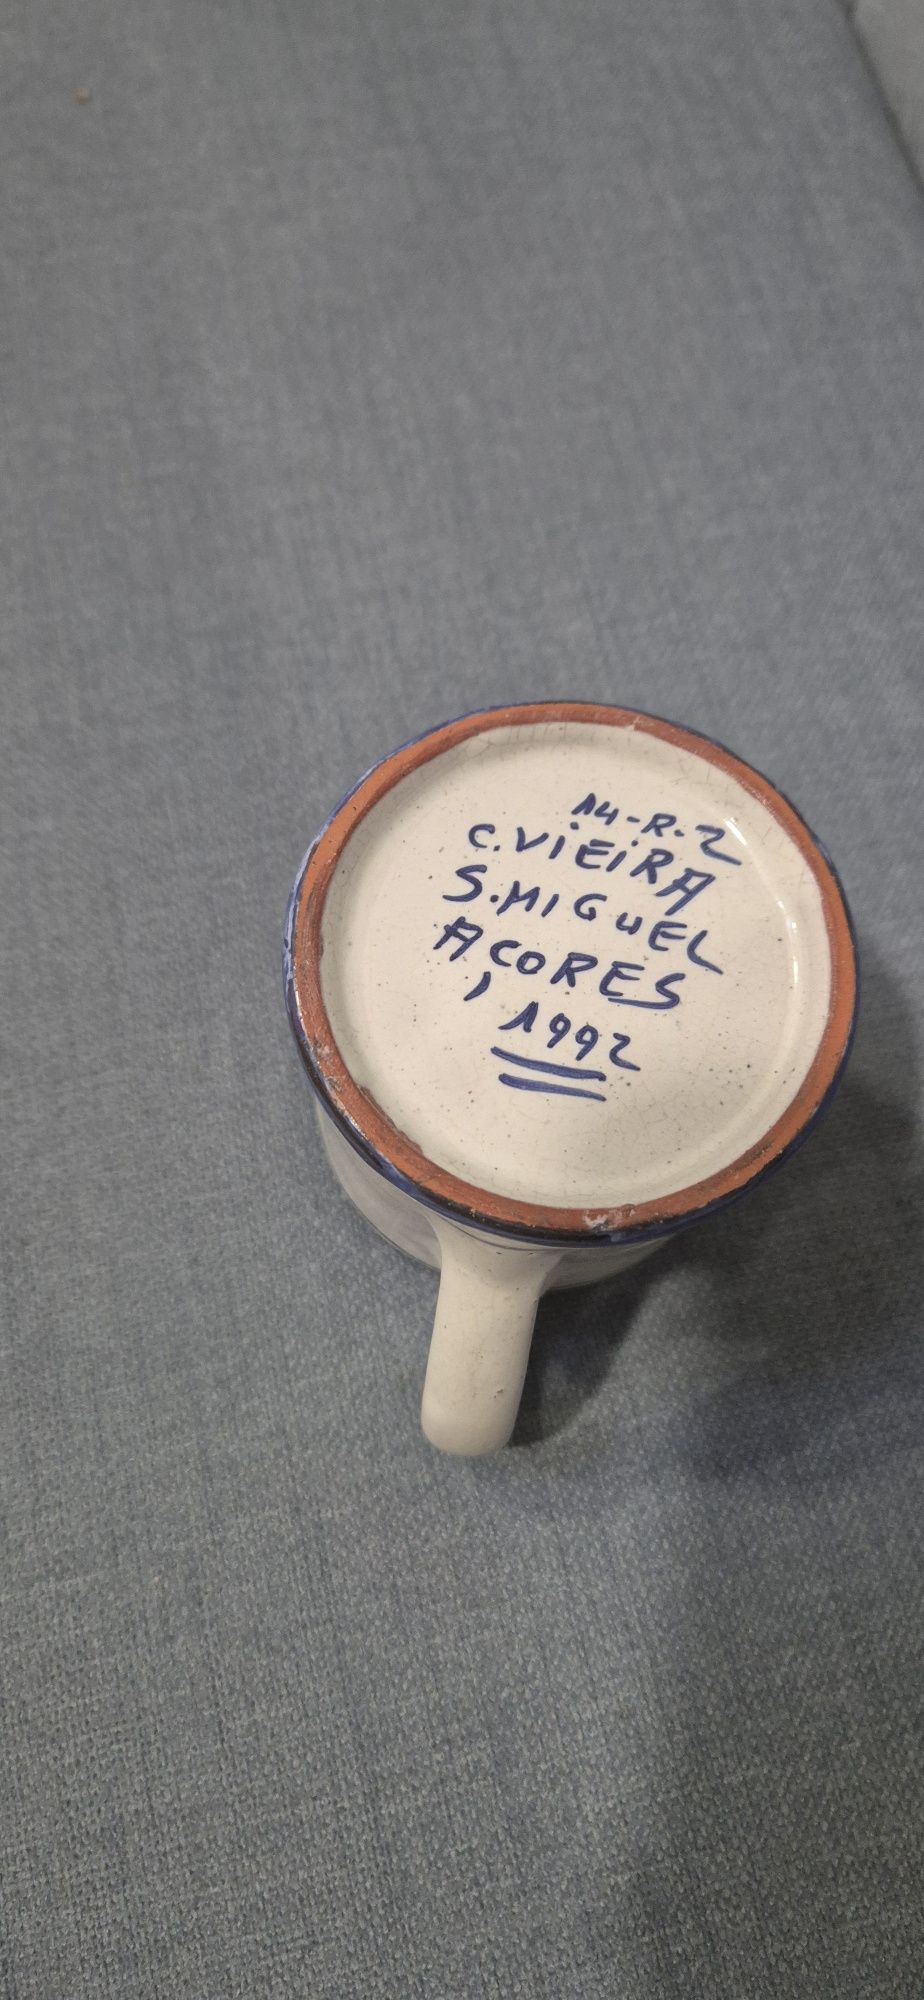 14-R-2
C.VIEIRA
S.MIGUEL
AÇORES
1992